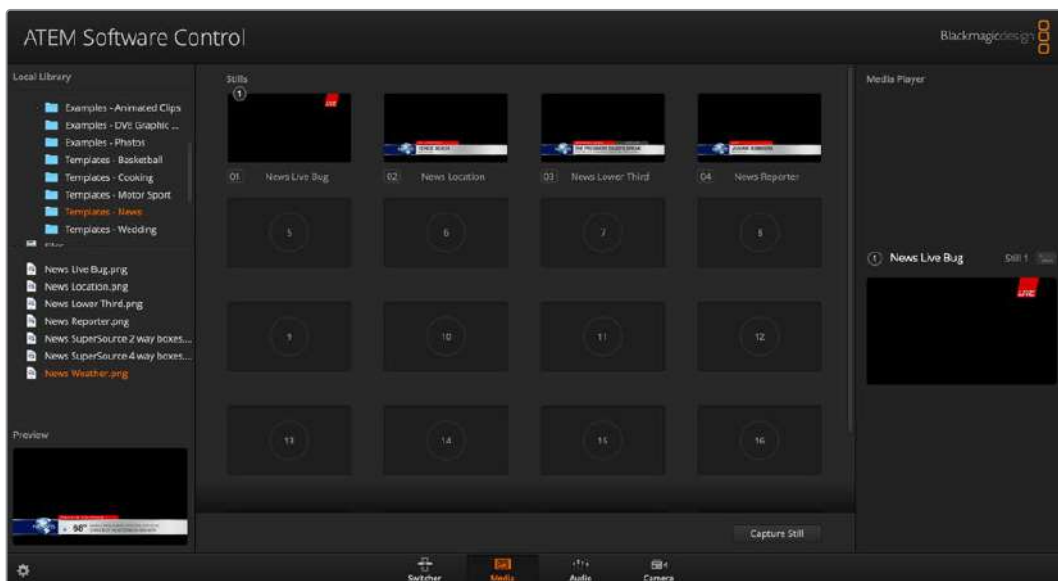 ATEM Software Control
Blackmagicdesign
Local Library
Examples - Animated Clips
Examples - DVE Graphic ...
Examples - Photos
Templates - Basketball
Templates - Cooking
Templates - Motor Sport
Templates - News
Templates - Wedding
News Live Bug.png
News Location.png
News Lower Third.png
News Reporter.png
News SuperSource 2 way boxes....
News SuperSource 4 way boxes....
News Weather.png
Preview
98°
Stills
1
LIVE
01 News Live Bug
02 News Location
03 News Lower Third
04 News Reporter
5
6
7
8
9
10
11
12
13
14
15
16
Capture Still
Media Player
1 News Live Bug Still 1
LIVE
Switcher
Media
Audio
Camera